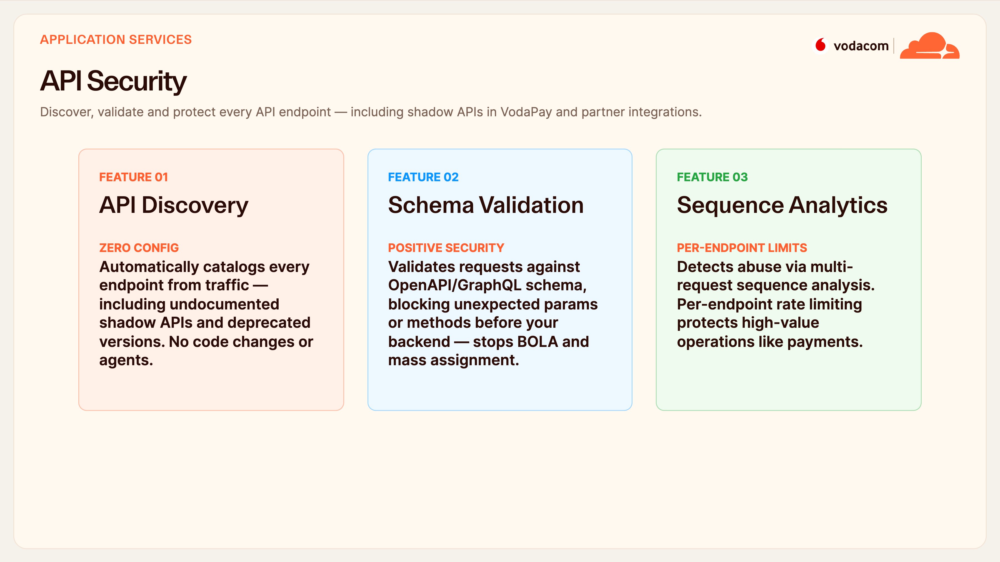 APPLICATION SERVICES
vodacom
API Security
Discover, validate and protect every API endpoint — including shadow APIs in VodaPay and partner integrations.
FEATURE 01
API Discovery
ZERO CONFIG
Automatically catalogs every
endpoint from traffic —
including undocumented
shadow APIs and deprecated
versions. No code changes or
agents.
FEATURE 02
Schema Validation
POSITIVE SECURITY
Validates requests against
OpenAPI/GraphQL schema,
blocking unexpected params
or methods before your
backend — stops BOLA and
mass assignment.
FEATURE 03
Sequence Analytics
PER-ENDPOINT LIMITS
Detects abuse via multi-
request sequence analysis.
Per-endpoint rate limiting
protects high-value
operations like payments.